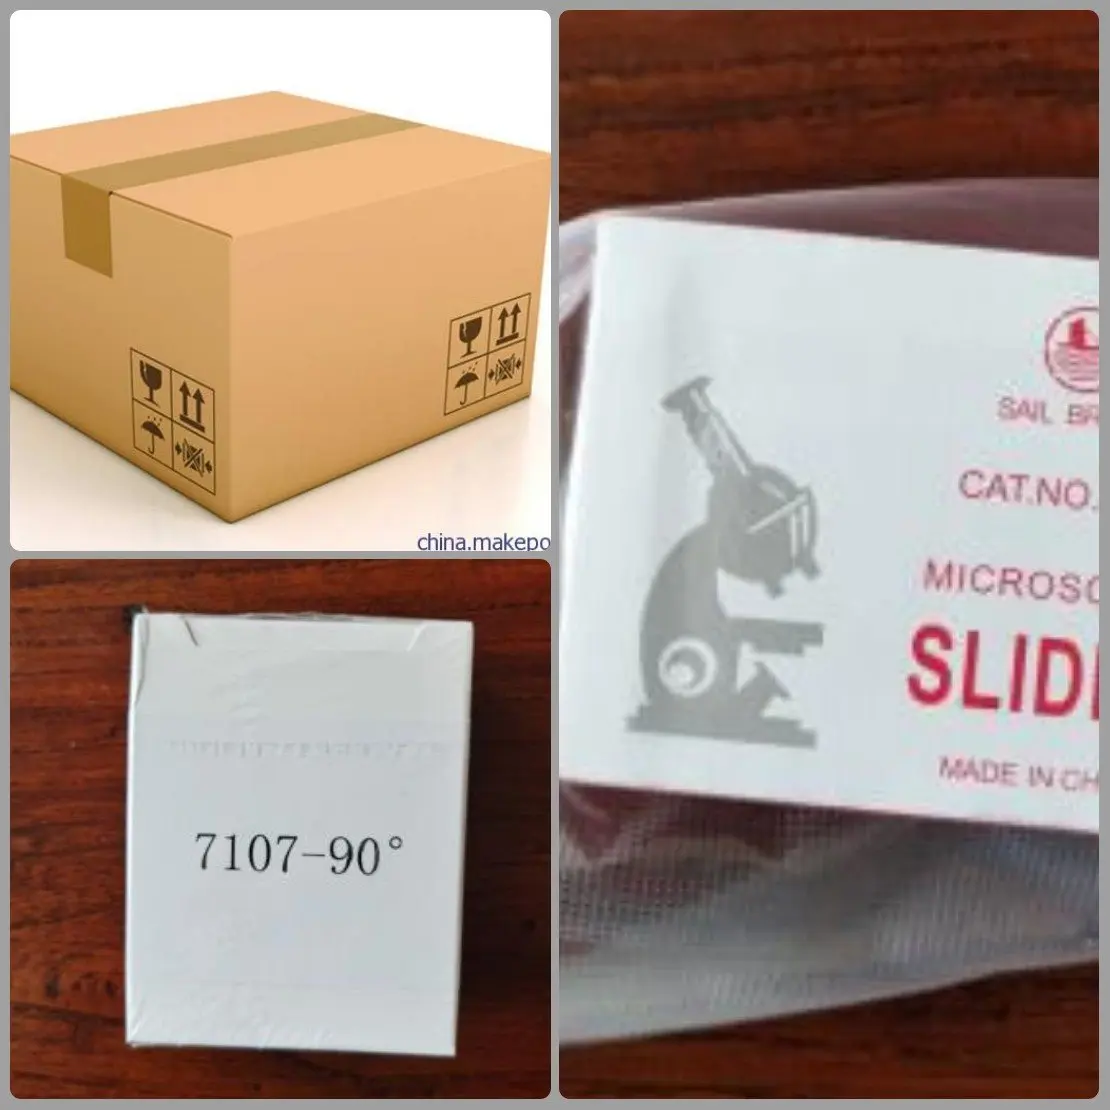 china.makepo
SAIL BR
CAT.NO.
MICROSC
SLID
MADE IN CH
7107-90°